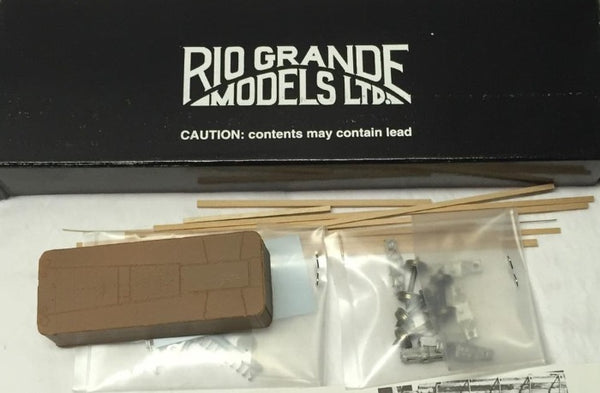 RIO GRANDE
MODELS LTD.
CAUTION: contents may contain lead